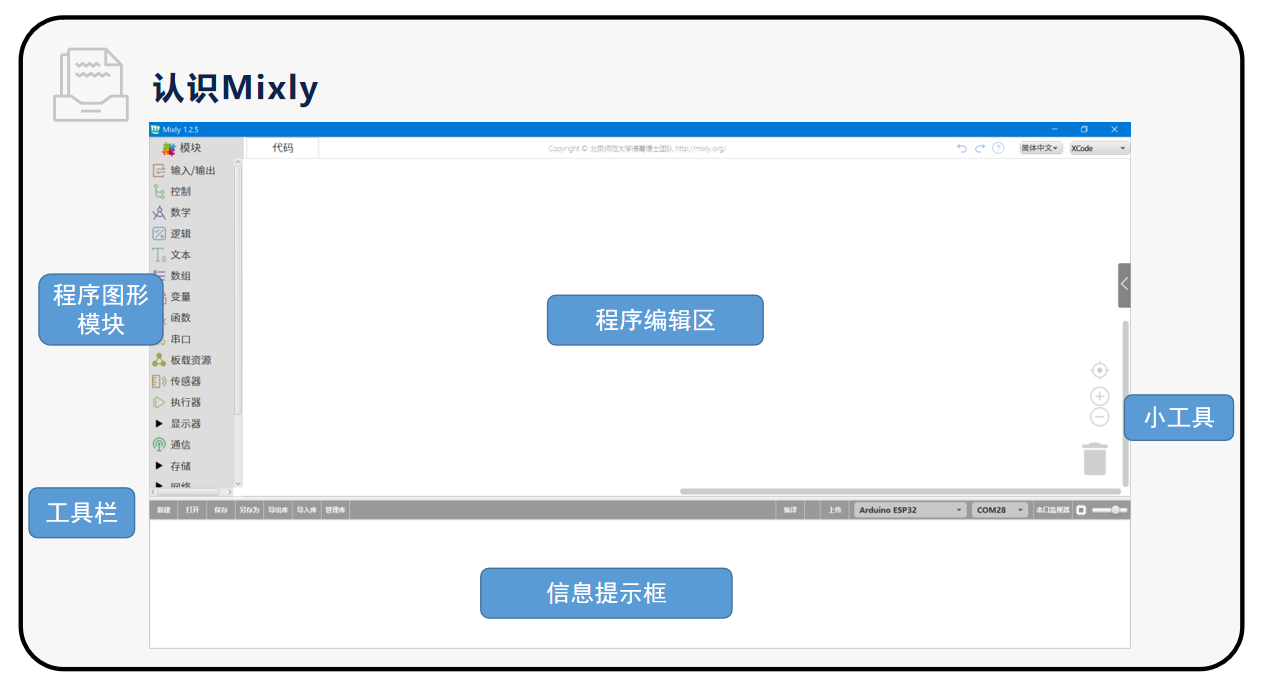 认识Mixly
Mixly 1.2.5
模块
代码
Copyright © 北京师范大学傅骞博士团队 http://mixly.org/
简体中文
XCode
输入/输出
控制
数学
逻辑
文本
数组
变量
函数
串口
板载资源
传感器
执行器
显示器
通信
存储
网络
程序图形
模块
程序编辑区
小工具
工具栏
新建 打开 保存 另存为 导出库 导入库 管理库 编译 上传 Arduino ESP32 COM28 串口监视器
信息提示框